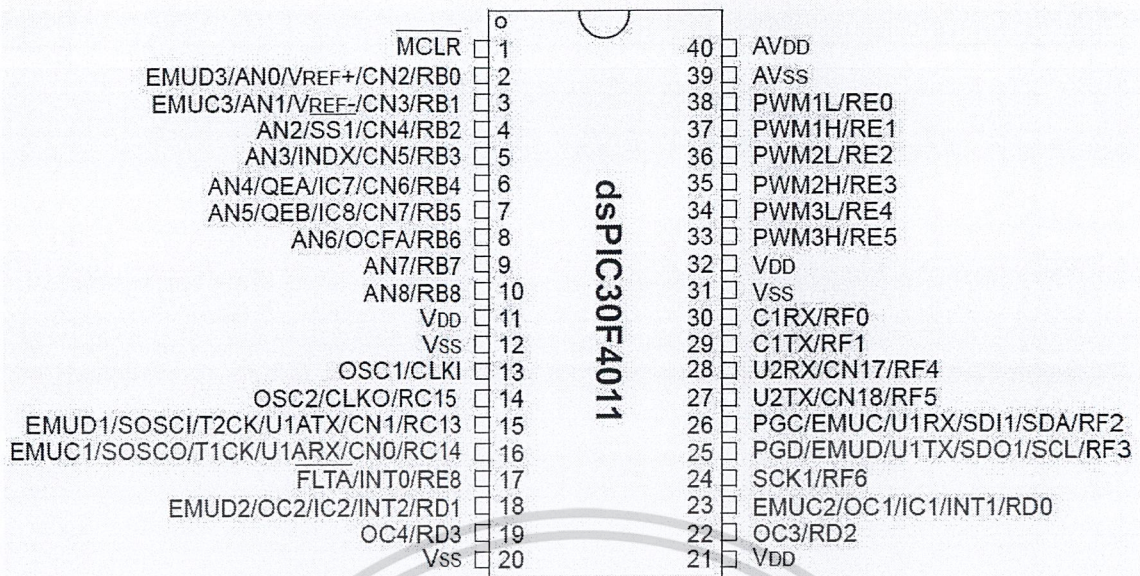 MCLR 1
EMUD3/AN0/VREF+/CN2/RB0 2
EMUC3/AN1/VREF-/CN3/RB1 3
AN2/SS1/CN4/RB2 4
AN3/INDX/CN5/RB3 5
AN4/QEA/IC7/CN6/RB4 6
AN5/QEB/IC8/CN7/RB5 7
AN6/OCFA/RB6 8
AN7/RB7 9
AN8/RB8 10
VDD 11
VSS 12
OSC1/CLKI 13
OSC2/CLKO/RC15 14
EMUD1/SOSCI/T2CK/U1ATX/CN1/RC13 15
EMUC1/SOSCO/T1CK/U1ARX/CN0/RC14 16
FLTA/INT0/RE8 17
EMUD2/OC2/IC2/INT2/RD1 18
OC4/RD3 19
VSS 20
dsPIC30F4011
40 AVDD
39 AVSS
38 PWM1L/RE0
37 PWM1H/RE1
36 PWM2L/RE2
35 PWM2H/RE3
34 PWM3L/RE4
33 PWM3H/RE5
32 VDD
31 VSS
30 C1RX/RF0
29 C1TX/RF1
28 U2RX/CN17/RF4
27 U2TX/CN18/RF5
26 PGC/EMUC/U1RX/SDI1/SDA/RF2
25 PGD/EMUD/U1TX/SDO1/SCL/RF3
24 SCK1/RF6
23 EMUC2/OC1/IC1/INT1/RD0
22 OC3/RD2
21 VDD